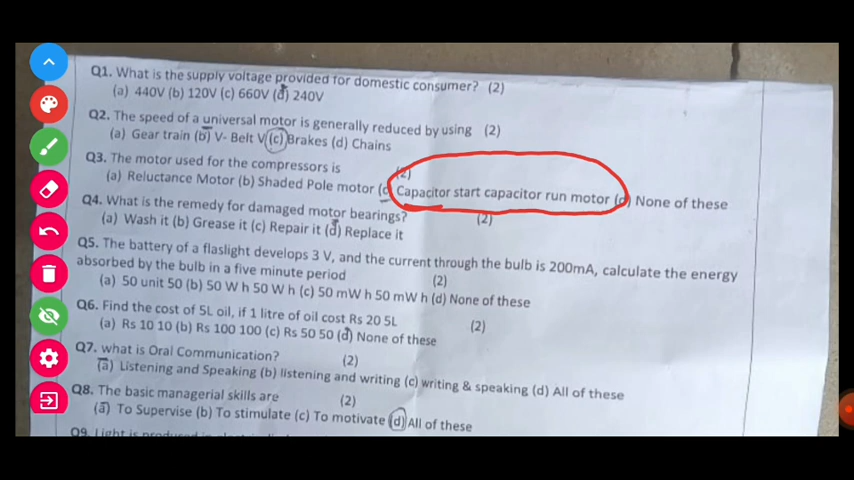 Q1. What is the supply voltage provided for domestic consumer? (2)
(a) 440V (b) 120V (c) 660V (d) 240V
Q2. The speed of a universal motor is generally reduced by using (2)
(a) Gear train (b) V- Belt V (c) Brakes (d) Chains
Q3. The motor used for the compressors is (2)
(a) Reluctance Motor (b) Shaded Pole motor (c Capacitor start capacitor run motor (d) None of these
Q4. What is the remedy for damaged motor bearings? (2)
(a) Wash it (b) Grease it (c) Repair it (d) Replace it
Q5. The battery of a flaslight develops 3 V, and the current through the bulb is 200mA, calculate the energy
absorbed by the bulb in a five minute period (2)
(a) 50 unit 50 (b) 50 W h 50 W h (c) 50 mW h 50 mW h (d) None of these
Q6. Find the cost of 5L oil, if 1 litre of oil cost Rs 20 5L (2)
(a) Rs 10 10 (b) Rs 100 100 (c) Rs 50 50 (d) None of these
Q7. what is Oral Communication? (2)
(a) Listening and Speaking (b) listening and writing (c) writing & speaking (d) All of these
Q8. The basic managerial skills are (2)
(a) To Supervise (b) To stimulate (c) To motivate (d) All of these
Q9. Light is produced in